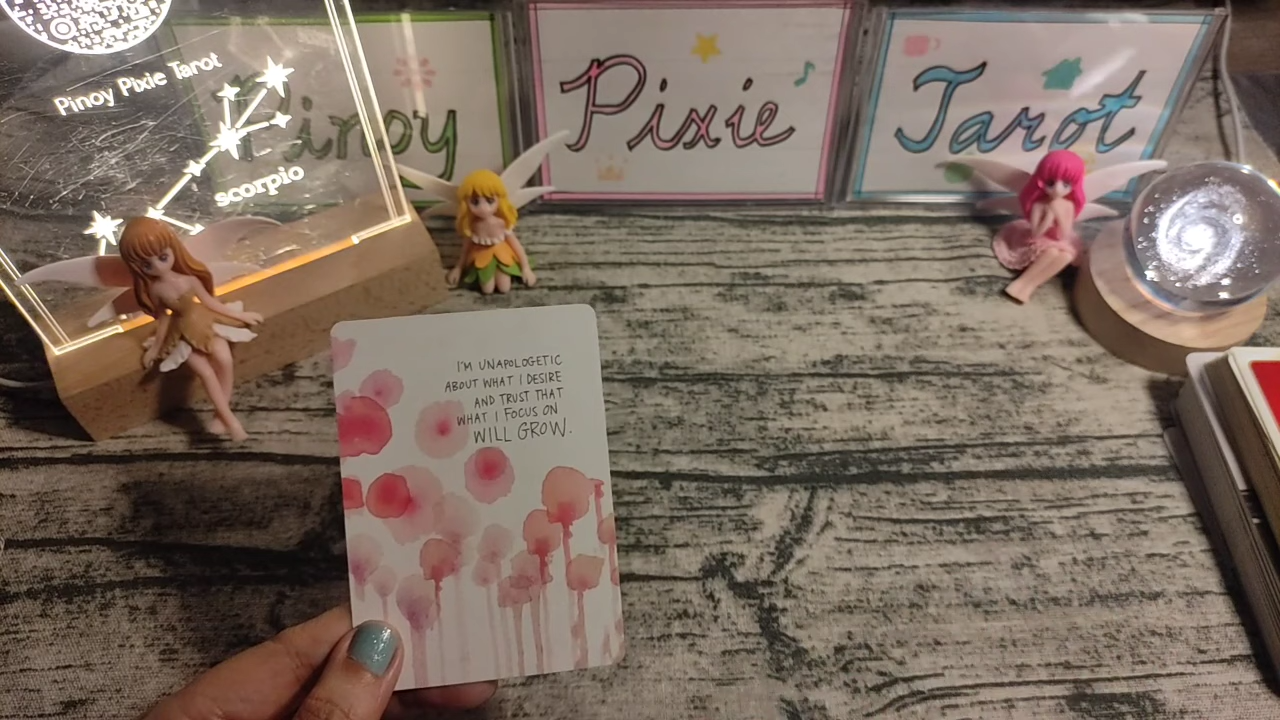 Pinoy Pixie Tarot
scorpio
Pinoy
Pixie
Tarot
I'M UNAPOLOGETIC
ABOUT WHAT I DESIRE
AND TRUST THAT
WHAT I FOCUS ON
WILL GROW.